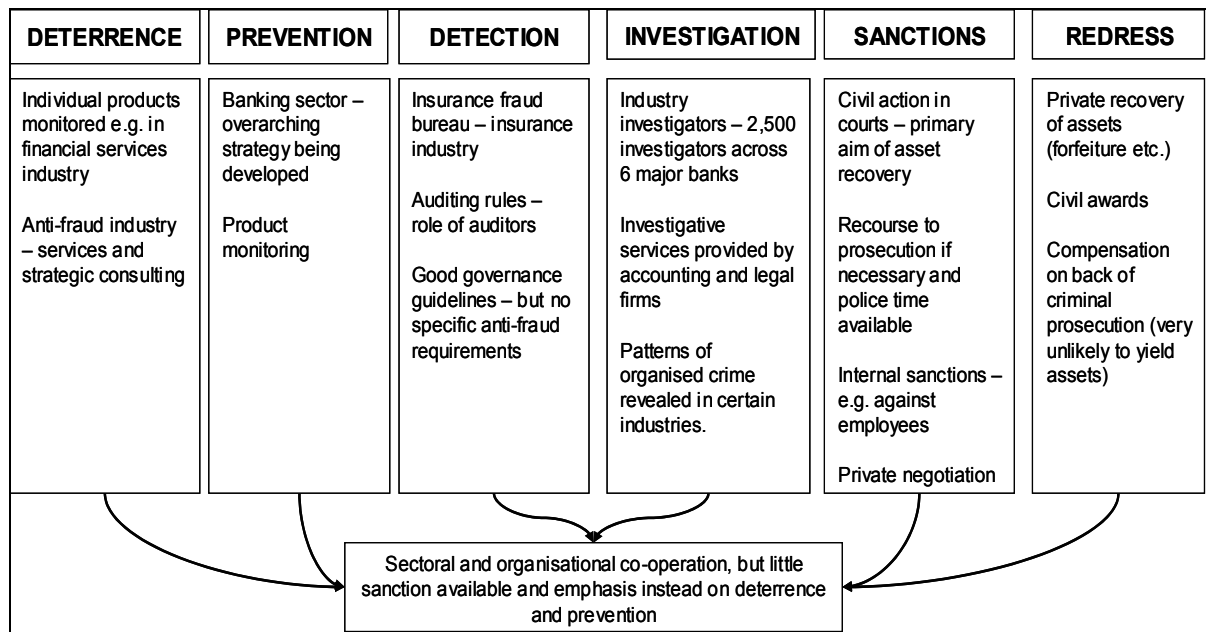 DETERRENCE
PREVENTION
DETECTION
INVESTIGATION
SANCTIONS
REDRESS
Individual products
monitored e.g. in
financial services
industry
Anti-fraud industry
– services and
strategic consulting
Banking sector –
overarching
strategy being
developed
Product
monitoring
Insurance fraud
bureau – insurance
industry
Auditing rules –
role of auditors
Good governance
guidelines – but no
specific anti-fraud
requirements
Industry
investigators – 2,500
investigators across
6 major banks
Investigative
services provided by
accounting and legal
firms
Patterns of
organised crime
revealed in certain
industries.
Civil action in
courts – primary
aim of asset
recovery
Recourse to
prosecution if
necessary and
police time
available
Internal sanctions –
e.g. against
employees
Private negotiation
Private recovery
of assets
(forfeiture etc.)
Civil awards
Compensation
on back of
criminal
prosecution (very
unlikely to yield
assets)
Sectoral and organisational co-operation, but little
sanction available and emphasis instead on deterrence
and prevention